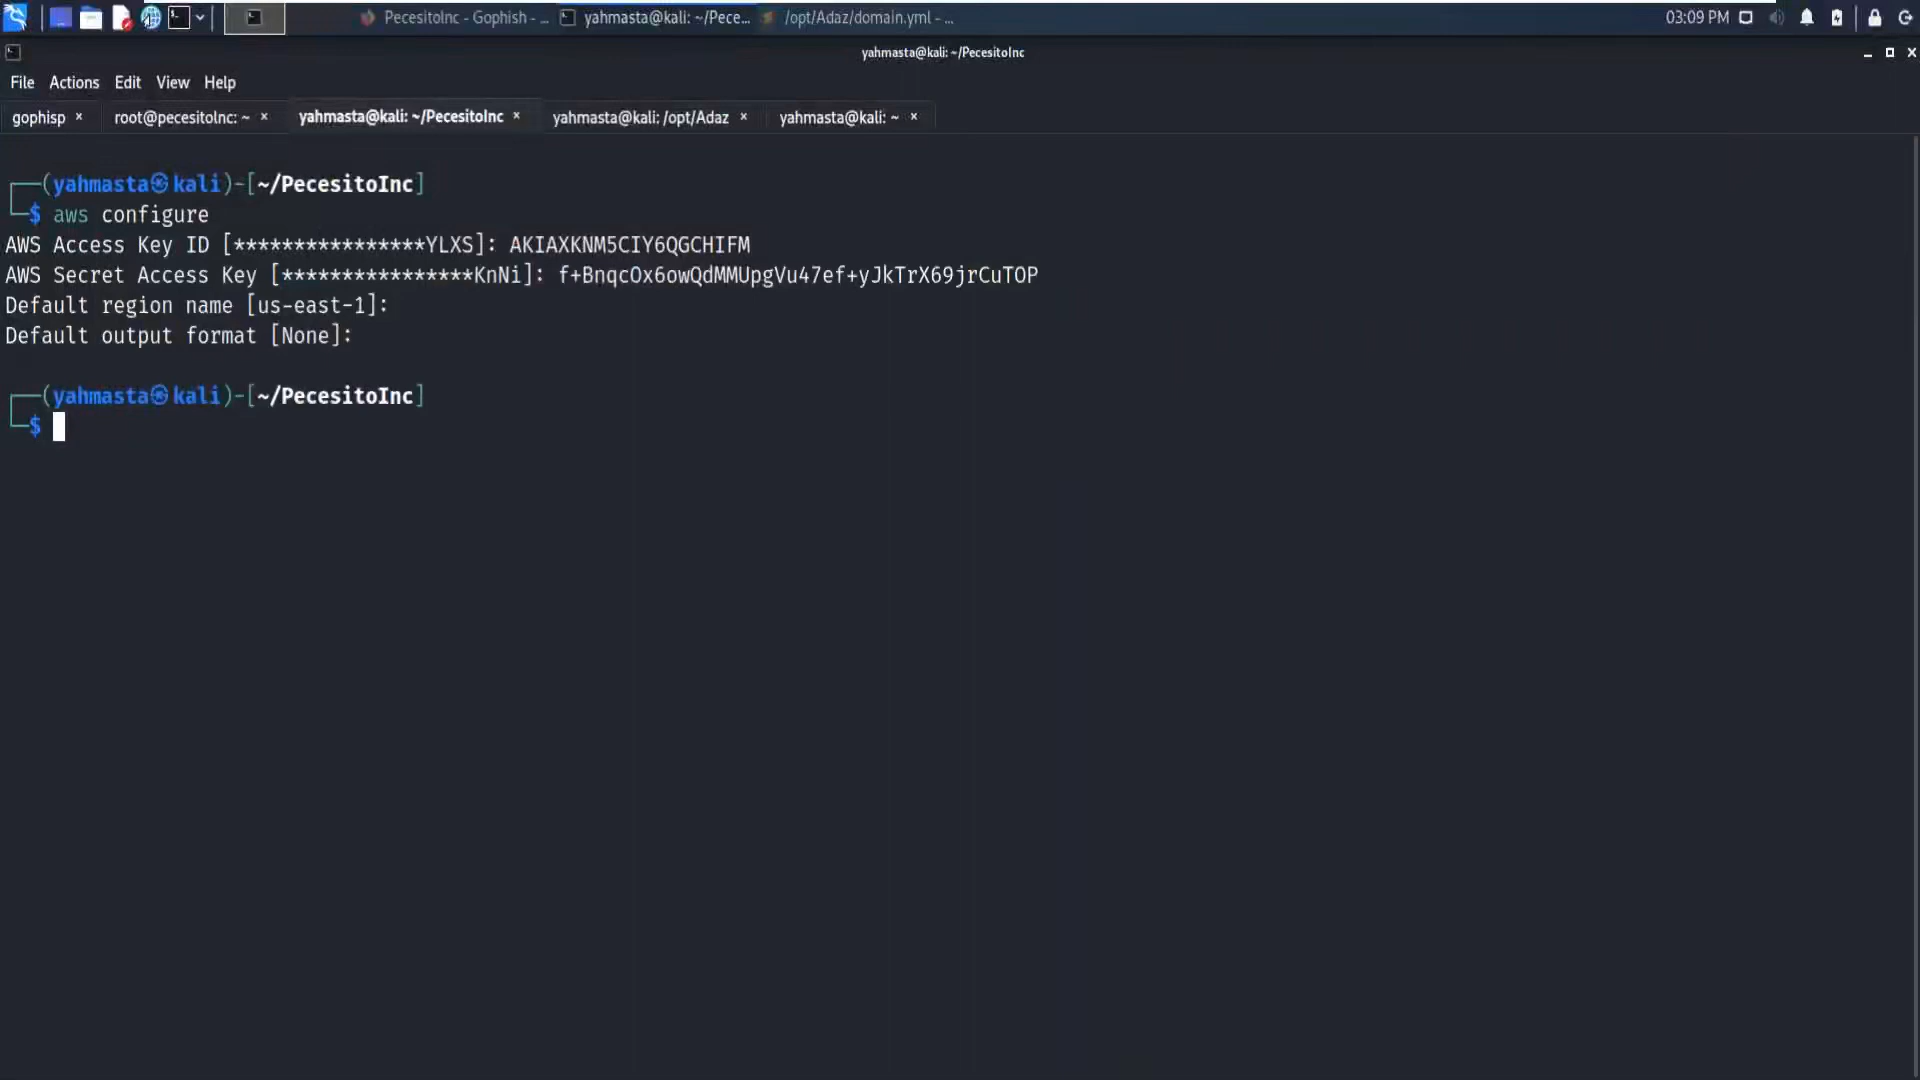 PecesitoInc - Gophish - ...
yahmasta@kali: ~/Pece...
/opt/Adaz/domain.yml - ...
03:09 PM
yahmasta@kali: ~/PecesitoInc
File Actions Edit View Help
gophisp × root@pecesitoInc: ~ × yahmasta@kali: ~/PecesitoInc × yahmasta@kali: /opt/Adaz × yahmasta@kali: ~ ×
┌──(yahmasta㉿kali)-[~/PecesitoInc]
└─$ aws configure
AWS Access Key ID [****************YLXS]: AKIAXKNM5CIY6QGCHIFM
AWS Secret Access Key [****************KnNi]: 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
Default region name [us-east-1]:
Default output format [None]:
┌──(yahmasta㉿kali)-[~/PecesitoInc]
└─$